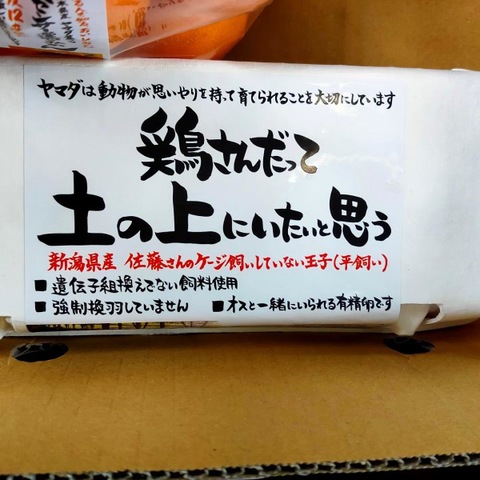 ヤマダは動物が思いやりを持って育てられることを大切にしています
鶏さんだって
土の上にいたいと思う
新潟県産 佐藤さんのケージ飼いしていない玉子(平飼い)
■遺伝子組換えでない飼料使用
■強制換羽していません ■オスと一緒にいられる有精卵です